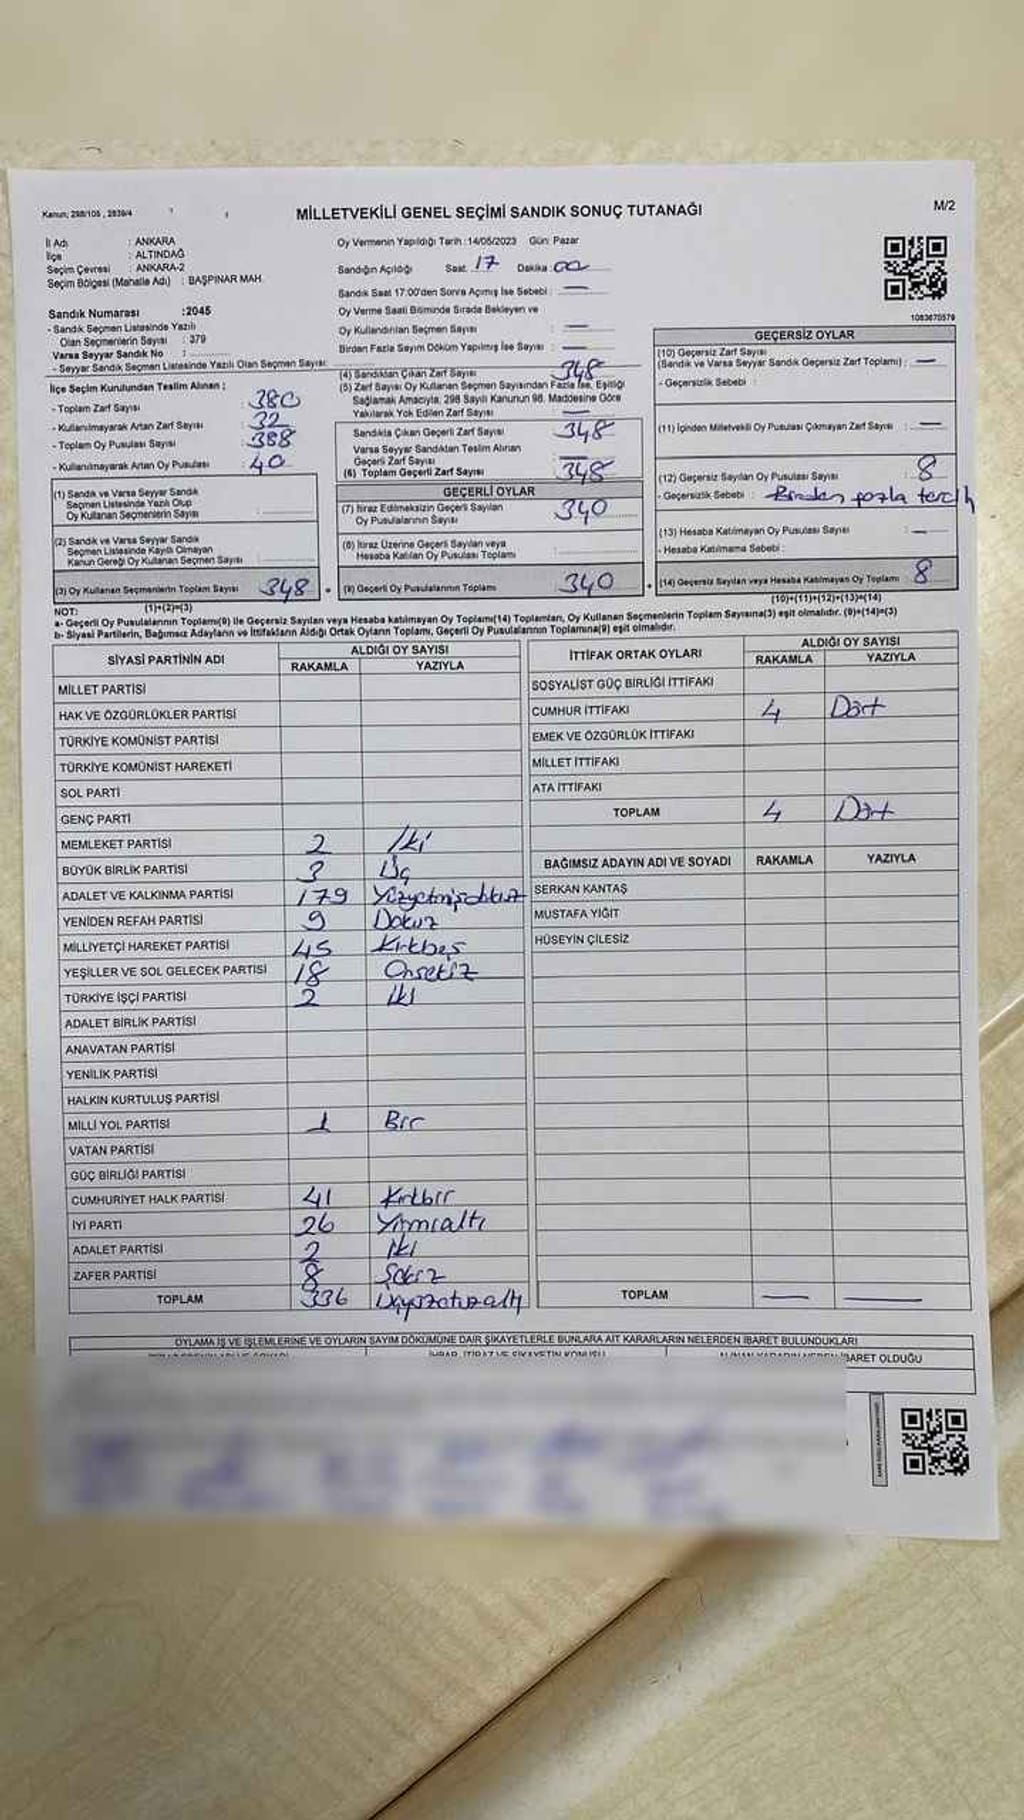 Kanun; 298/105 , 2839/4
MİLLETVEKİLİ GENEL SEÇİMİ SANDIK SONUÇ TUTANAĞI
M/2
İl Adı : ANKARA
İlçe : ALTINDAĞ
Seçim Çevresi : ANKARA-2
Seçim Bölgesi (Mahalle Adı) : BAŞPINAR MAH.
Sandık Numarası :2045
- Sandık Seçmen Listesinde Yazılı
Olan Seçmenlerin Sayısı : 379
Varsa Seyyar Sandık No :
- Seyyar Sandık Seçmen Listesinde Yazılı Olan Seçmen Sayısı:
İlçe Seçim Kurulundan Teslim Alınan ;
- Toplam Zarf Sayısı : 380
- Kullanılmayarak Artan Zarf Sayısı : 32
- Toplam Oy Pusulası Sayısı : 388
- Kullanılmayarak Artan Oy Pusulası : 40
(1) Sandık ve Varsa Seyyar Sandık
Seçmen Listesinde Yazılı Olup
Oy Kullanan Seçmenlerin Sayısı :
(2) Sandık ve Varsa Seyyar Sandık
Seçmen Listesinde Kayıtlı Olmayan
Kanun Gereği Oy Kullanan Seçmen Sayısı :
(3) Oy Kullanan Seçmenlerin Toplam Sayısı 348
(1)+(2)=(3)
Oy Vermenin Yapıldığı Tarih :14/05/2023 Gün: Pazar
Sandığın Açıldığı Saat: 17 Dakika: 00
Sandık Saat 17:00'den Sonra Açımış İse Sebebi : —
Oy Verme Saati Bitiminde Sırada Bekleyen ve
Oy Kullandırılan Seçmen Sayısı : —
Birden Fazla Sayım Döküm Yapılmış İse Sayısı : —
(4) Sandıktan Çıkan Zarf Sayısı : 348
(5) Zarf Sayısı Oy Kullanan Seçmen Sayısından Fazla İse, Eşitliği
Sağlamak Amacıyla, 298 Sayılı Kanunun 98. Maddesine Göre
Yakılarak Yok Edilen Zarf Sayısı : —
Sandıkta Çıkan Geçerli Zarf Sayısı : 348
Varsa Seyyar Sandıktan Teslim Alınan
Geçerli Zarf Sayısı : —
(6) Toplam Geçerli Zarf Sayısı : 348
GEÇERLİ OYLAR
(7) İtiraz Edilmeksizin Geçerli Sayılan
Oy Pusulalarının Sayısı : 340
(8) İtiraz Üzerine Geçerli Sayılan veya
Hesaba Katılan Oy Pusulası Toplamı :
(9) Geçerli Oy Pusulalarının Toplamı : 340
1083670579
GEÇERSİZ OYLAR
(10) Geçersiz Zarf Sayısı
(Sandık ve Varsa Seyyar Sandık Geçersiz Zarf Toplamı) : —
- Geçersizlik Sebebi :
(11) İçinden Milletvekili Oy Pusulası Çıkmayan Zarf Sayısı : —
(12) Geçersiz Sayılan Oy Pusulası Sayısı : 8
- Geçersizlik Sebebi : Birden fazla tercih
(13) Hesaba Katılmayan Oy Pusulası Sayısı : —
- Hesaba Katılmama Sebebi :
(14) Geçersiz Sayılan veya Hesaba Katılmayan Oy Toplamı : 8
(10)+(11)+(12)+(13)=(14)
NOT:
a- Geçerli Oy Pusulalarının Toplamı(9) ile Geçersiz Sayılan veya Hesaba katılmayan Oy Toplamı(14) Toplamları, Oy Kullanan Seçmenlerin Toplam Sayısına(3) eşit olmalıdır. (9)+(14)=(3)
b- Siyasi Partilerin, Bağımsız Adayların ve İttifakların Aldığı Ortak Oyların Toplamı, Geçerli Oy Pusulalarının Toplamına(9) eşit olmalıdır.
SİYASİ PARTİNİN ADI ALDIĞI OY SAYISI
RAKAMLA YAZIYLA
MİLLET PARTİSİ
HAK VE ÖZGÜRLÜKLER PARTİSİ
TÜRKİYE KOMÜNİST PARTİSİ
TÜRKİYE KOMÜNİST HAREKETİ
SOL PARTİ
GENÇ PARTİ
MEMLEKET PARTİSİ 2 İki
BÜYÜK BİRLİK PARTİSİ 3 Üç
ADALET VE KALKINMA PARTİSİ 179 Yüzyetmişdokuz
YENİDEN REFAH PARTİSİ 9 Dokuz
MİLLİYETÇİ HAREKET PARTİSİ 45 Kırkbeş
YEŞİLLER VE SOL GELECEK PARTİSİ 18 Onsekiz
TÜRKİYE İŞÇİ PARTİSİ 2 İki
ADALET BİRLİK PARTİSİ
ANAVATAN PARTİSİ
YENİLİK PARTİSİ
HALKIN KURTULUŞ PARTİSİ
MİLLİ YOL PARTİSİ 1 Bir
VATAN PARTİSİ
GÜÇ BİRLİĞİ PARTİSİ
CUMHURİYET HALK PARTİSİ 41 Kırkbir
İYİ PARTİ 26 Yirmialtı
ADALET PARTİSİ 2 İki
ZAFER PARTİSİ 8 Sekiz
TOPLAM 336 Üçyüzotuzaltı
İTTİFAK ORTAK OYLARI ALDIĞI OY SAYISI
RAKAMLA YAZIYLA
SOSYALİST GÜÇ BİRLİĞİ İTTİFAKI
CUMHUR İTTİFAKI 4 Dört
EMEK VE ÖZGÜRLÜK İTTİFAKI
MİLLET İTTİFAKI
ATA İTTİFAKI
TOPLAM 4 Dört
BAĞIMSIZ ADAYIN ADI VE SOYADI RAKAMLA YAZIYLA
SERKAN KANTAŞ
MUSTAFA YİĞİT
HÜSEYİN ÇİLESİZ
TOPLAM — —
OYLAMA İŞ VE İŞLEMLERİNE VE OYLARIN SAYIM DÖKÜMÜNE DAİR ŞİKAYETLERLE BUNLARA AİT KARARLARIN NELERDEN İBARET BULUNDUKLARI
İHBAR, İTİRAZ VE ŞİKAYETİN KONUSU
ALINAN KARARIN NEDEN İBARET OLDUĞU